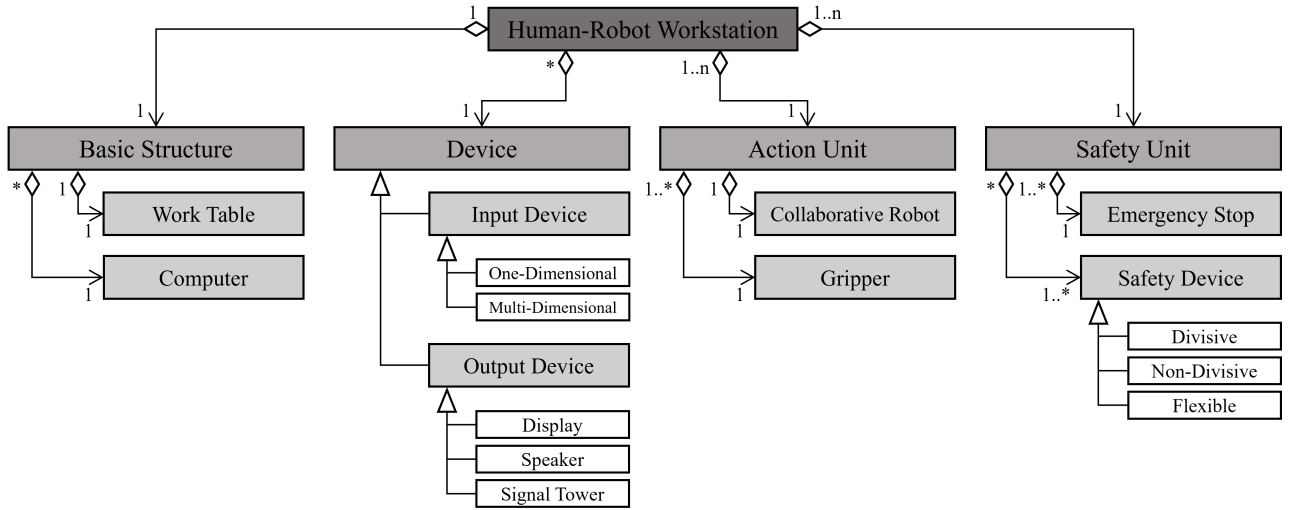 1
Human-Robot Workstation
1..n
*
1..n
1
1
1
1
Basic Structure
Device
Action Unit
Safety Unit
*
1
Work Table
1
Computer
1
Input Device
One-Dimensional
Multi-Dimensional
Output Device
Display
Speaker
Signal Tower
1..*
1
Collaborative Robot
1
Gripper
1
*
1..*
Emergency Stop
1
Safety Device
1..*
Divisive
Non-Divisive
Flexible